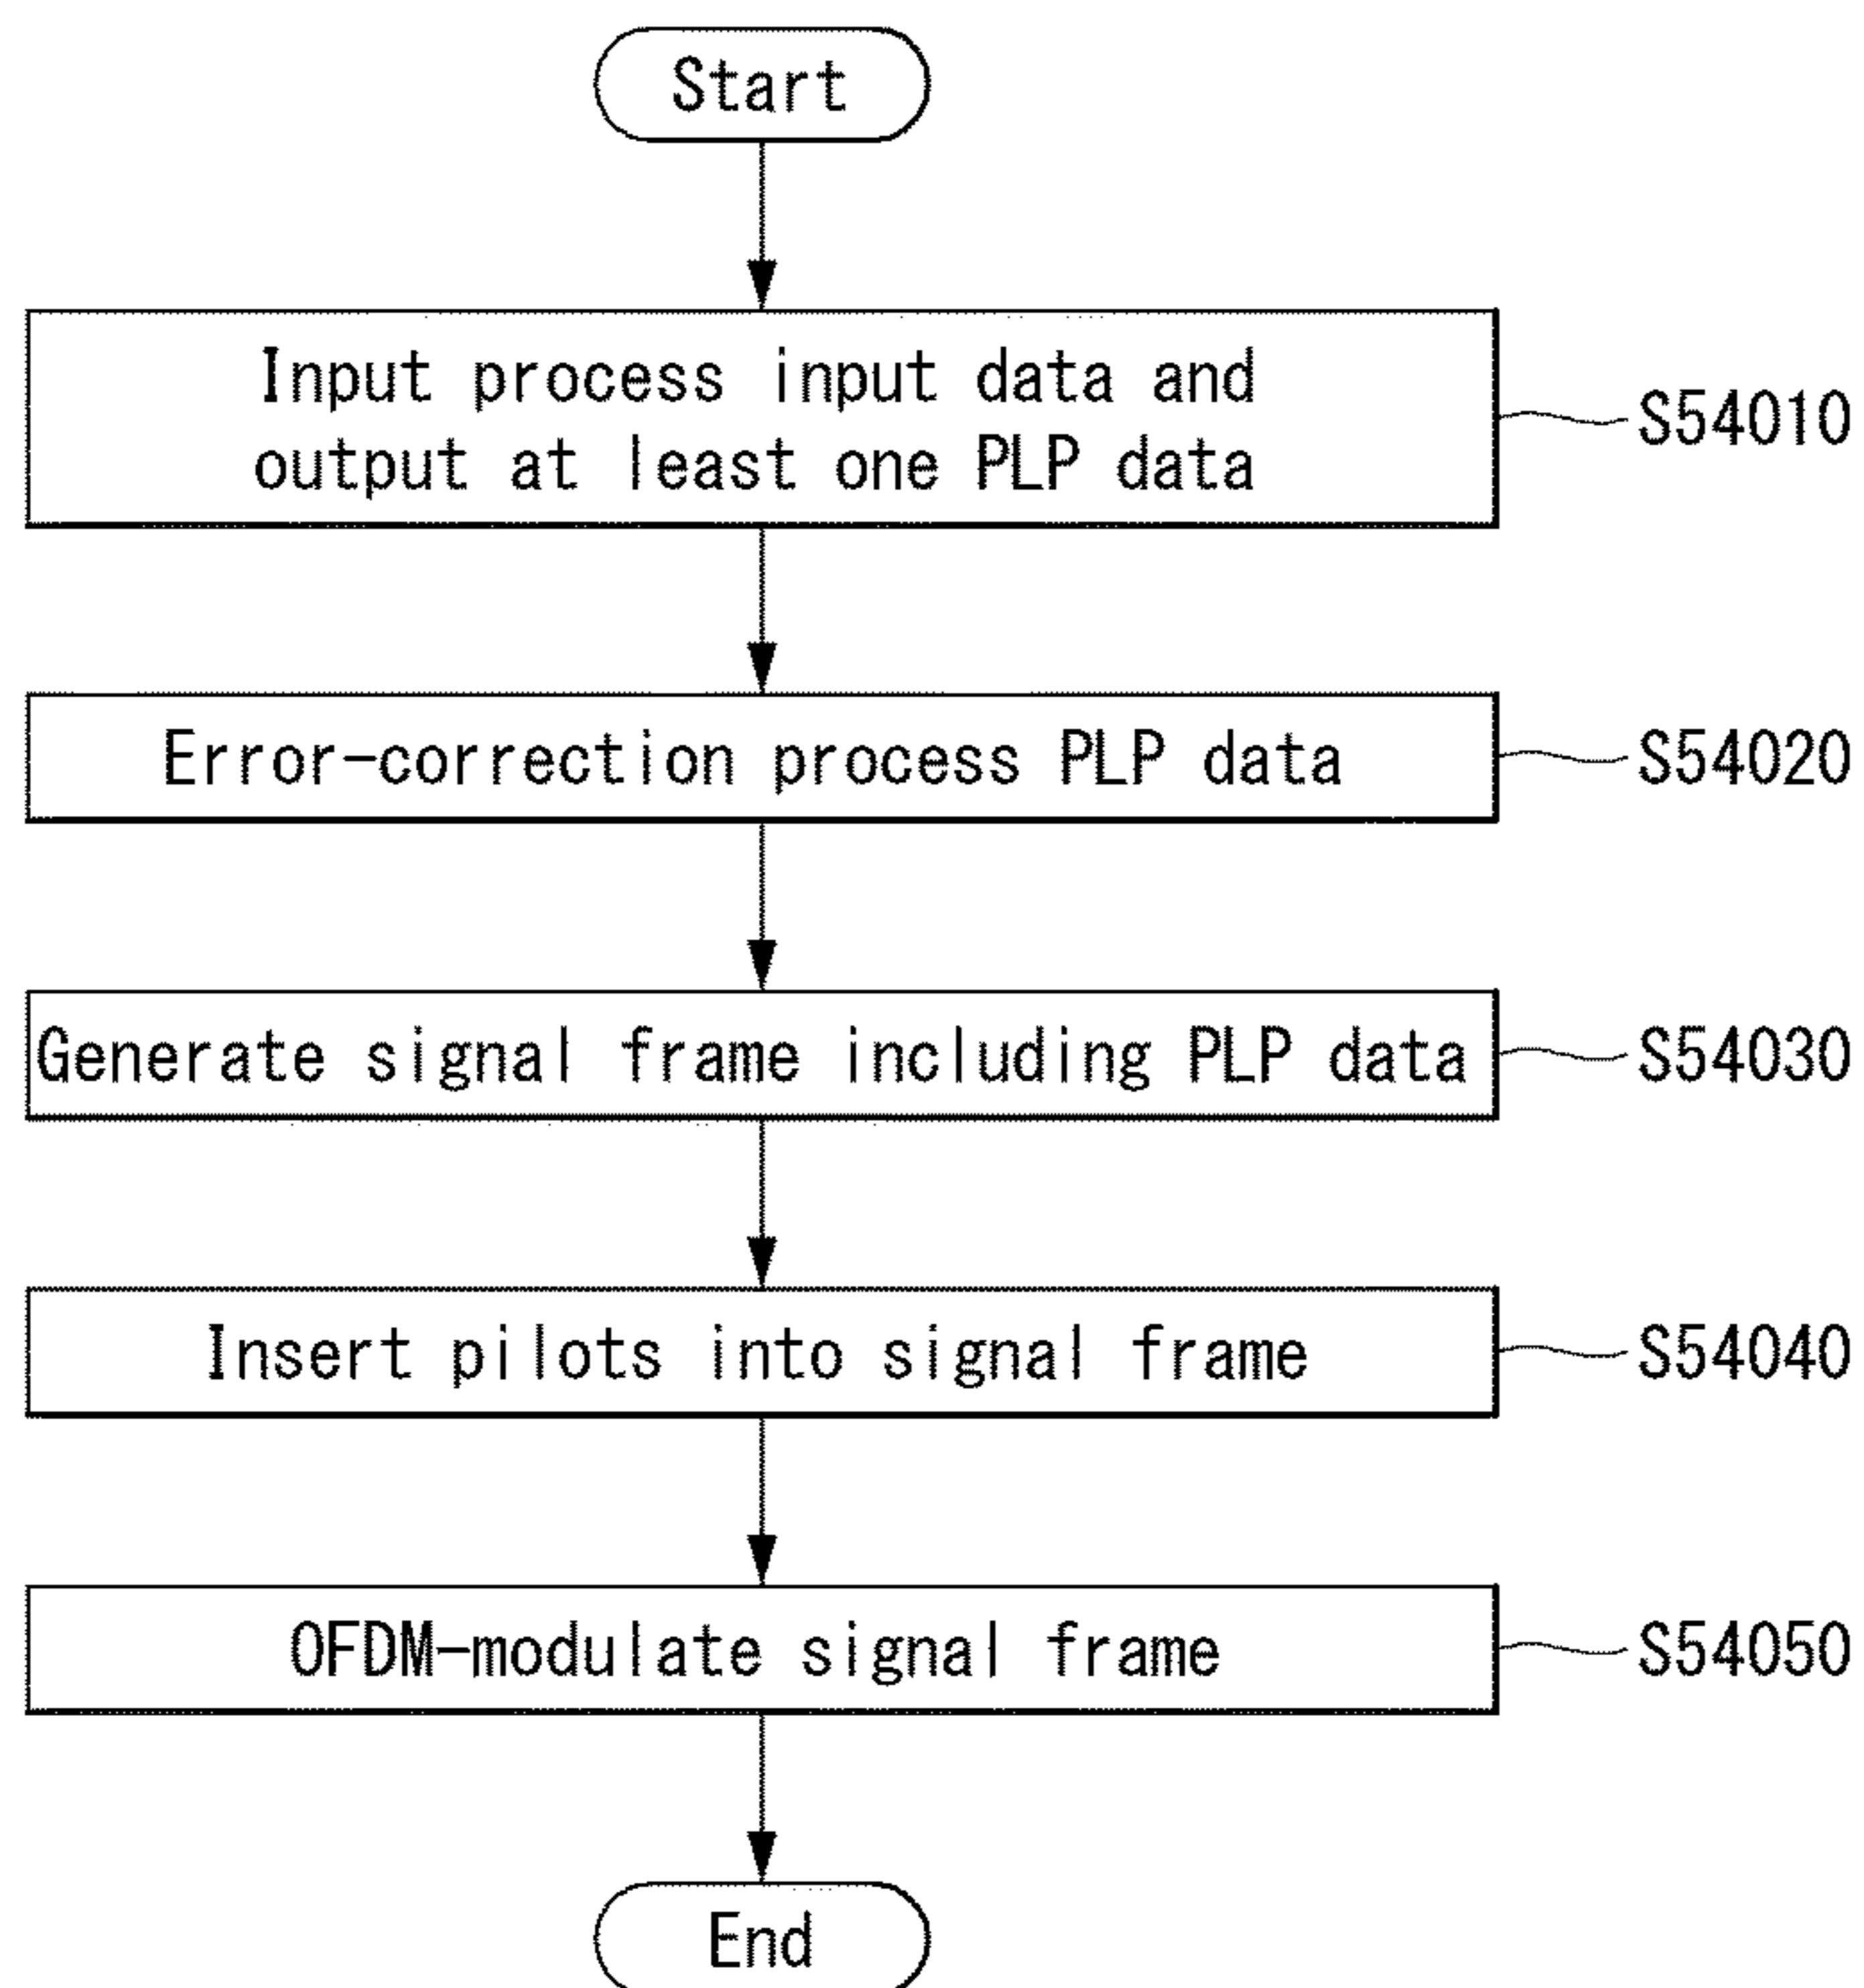 Start
Input process input data and
output at least one PLP data
S54010
Error-correction process PLP data
S54020
Generate signal frame including PLP data
S54030
Insert pilots into signal frame
S54040
OFDM-modulate signal frame
S54050
End